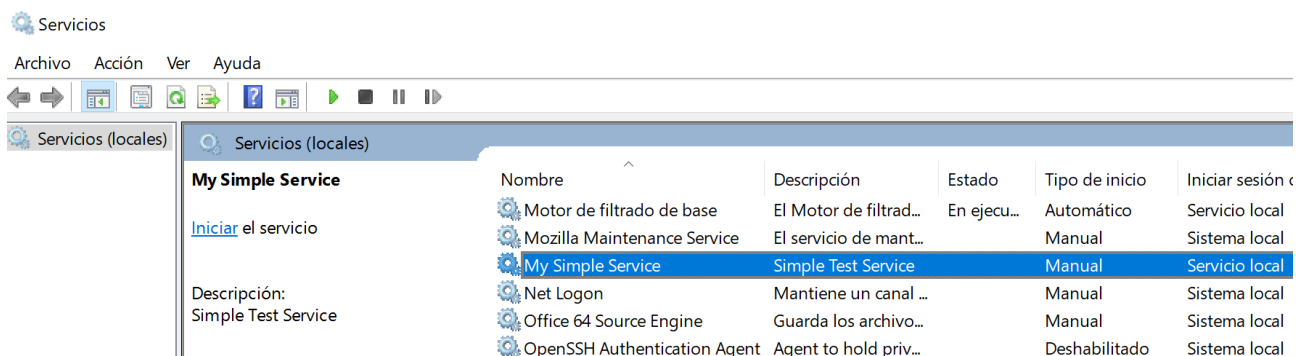 Servicios
Archivo Acción Ver Ayuda
Servicios (locales)
Servicios (locales)
My Simple Service
Iniciar el servicio
Descripción:
Simple Test Service
Nombre Descripción Estado Tipo de inicio Iniciar sesión
Motor de filtrado de base El Motor de filtrad... En ejecu... Automático Servicio local
Mozilla Maintenance Service El servicio de mant... Manual Sistema local
My Simple Service Simple Test Service Manual Servicio local
Net Logon Mantiene un canal ... Manual Sistema local
Office 64 Source Engine Guarda los archivo... Manual Sistema local
OpenSSH Authentication Agent Agent to hold priv... Deshabilitado Sistema local